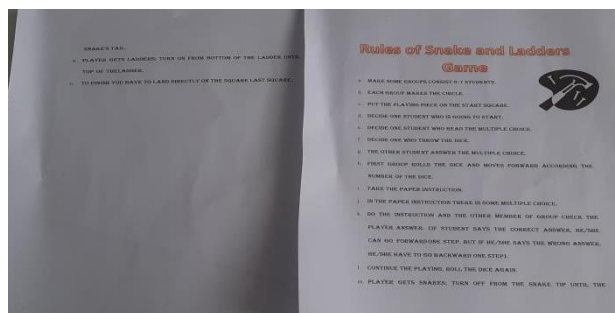 SNAKE'S TAIL.
PLAYER GETS LADDERS; TURN OR FROM BOTTOM OF THE LADDER UNTIL
TOP OF THELADDER.
TO FINISH YOU HAVE TO LAND DIRECTLY ON THE SQUARE LAST SQUARE.
Rules of Snake and Ladders
Game
a. MAKE SOME GROUPS CONSIST 6-7 STUDENTS.
b. EACH GROUP MAKES THE CIRCLE.
c. PUT THE PLAYING PIECE ON THE START SQUARE.
d. DECIDE ONE STUDENT WHO IS GOING TO START.
e. DECIDE ONE STUDENT WHO READ THE MULTIPLE CHOICE.
f. DECIDE ONE WHO THROW THE DICE.
g. THE OTHER STUDENT ANSWER THE MULTIPLE CHOICE.
h. FIRST GROUP ROLLS THE DICE AND MOVES FORWARD ACCORDING THE
NUMBER OF THE DICE.
i. TAKE THE PAPER INSTRUCTION.
j. IN THE PAPER INSTRUCTION THERE IS SOME MULTIPLE CHOICE.
k. DO THE INSTRUCTION AND THE OTHER MEMBER OF GROUP CHECK THE
PLAYER ANSWER. (IF STUDENT SAYS THE CORRECT ANSWER, HE/SHE
CAN GO FORWARD ONE STEP. BUT IF HE/SHE SAYS THE WRONG ANSWER,
HE/SHE HAVE TO GO BACKWARD ONE STEP).
l. CONTINUE THE PLAYING, ROLL THE DICE AGAIN.
m. PLAYER GETS SNAKES; TURN OFF FROM THE SNAKE TIP UNTIL THE